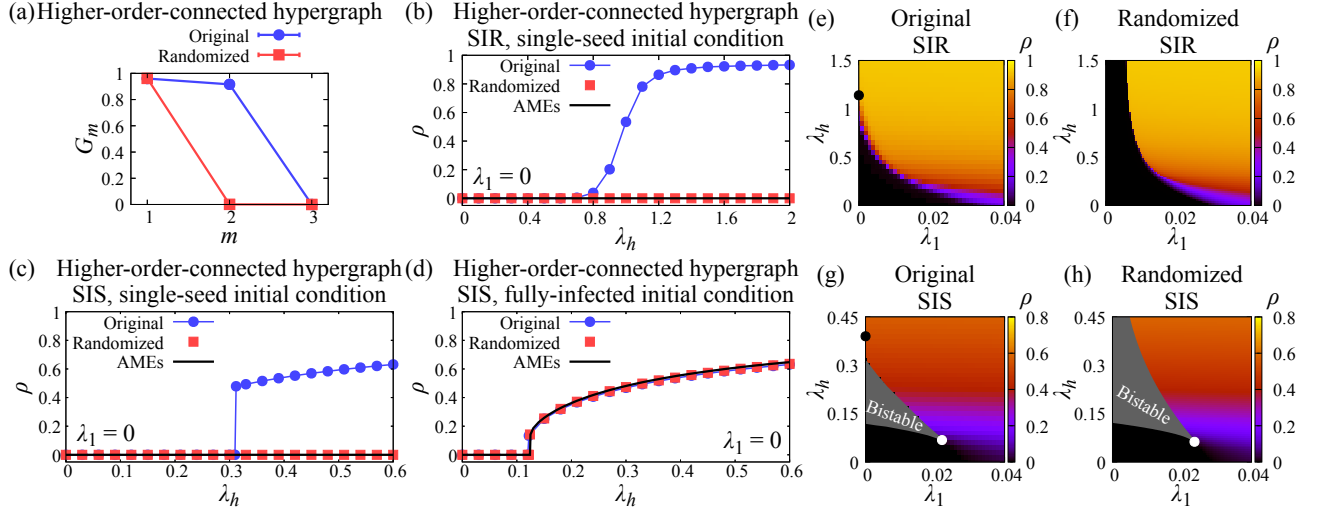 (a) Higher-order-connected hypergraph
Original
Randomized
1
0.8
0.6
0.4
0.2
0
G_m
1 2 3
m
(b) Higher-order-connected hypergraph
SIR, single-seed initial condition
Original
Randomized
AMEs
1
0.8
0.6
0.4
0.2
0
ρ
λ_1 = 0
0 0.4 0.8 1.2 1.6 2
λ_h
(c) Higher-order-connected hypergraph
SIS, single-seed initial condition
Original
Randomized
AMEs
1
0.8
0.6
0.4
0.2
0
ρ
λ_1 = 0
0 0.1 0.2 0.3 0.4 0.5 0.6
λ_h
(d) Higher-order-connected hypergraph
SIS, fully-infected initial condition
Original
Randomized
AMEs
1
0.8
0.6
0.4
0.2
0
ρ
λ_1 = 0
0 0.1 0.2 0.3 0.4 0.5 0.6
λ_h
(e) Original
SIR ρ
1.5
1
0.5
0
λ_h
0 0.02 0.04
λ_1
1
0.8
0.6
0.4
0.2
0
(f) Randomized
SIR ρ
1.5
1
0.5
0
λ_h
0 0.02 0.04
λ_1
1
0.8
0.6
0.4
0.2
0
(g) Original
SIS ρ
0.45
0.3
0.15
0
λ_h
Bistable
0 0.02 0.04
λ_1
0.8
0.6
0.4
0.2
0
(h) Randomized
SIS ρ
0.45
0.3
0.15
0
λ_h
Bistable
0 0.02 0.04
λ_1
0.8
0.6
0.4
0.2
0